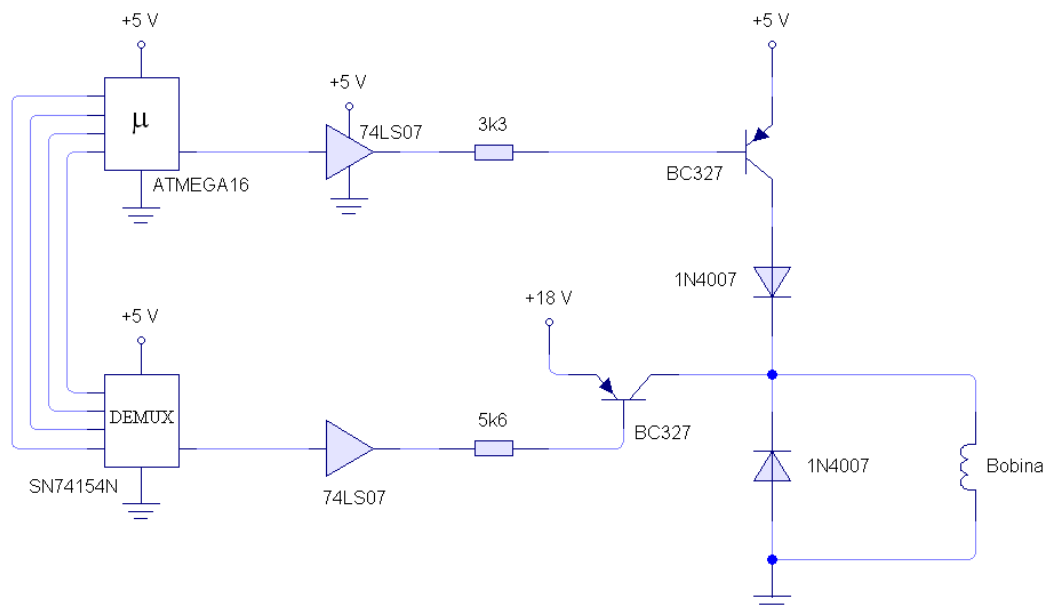 +5 V
+5 V
+5 V
μ
74LS07
3k3
BC327
ATMEGA16
1N4007
+18 V
+5 V
DEMUX
5k6
BC327
1N4007
Bobina
SN74154N
74LS07